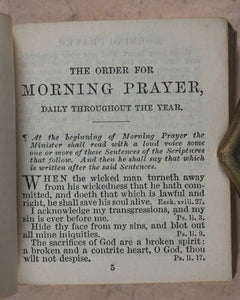 THE ORDER FOR
MORNING PRAYER,
DAILY THROUGHOUT THE YEAR.
¶ At the beginning of Morning Prayer the
Minister shall read with a loud voice some
one or more of these Sentences of the Scriptures
that follow. And then he shall say that which
is written after the said Sentences.
WHEN the wicked man turneth away
from his wickedness that he hath com-
mitted, and doeth that which is lawful and
right, he shall save his soul alive. Ezek. xviii. 27.
I acknowledge my transgressions, and my
sin is ever before me. Ps. li. 3.
Hide thy face from my sins, and blot out
all mine iniquities. Ps. li. 9.
The sacrifices of God are a broken spirit:
a broken and a contrite heart, O God, thou
wilt not despise. Ps. li. 17.
5